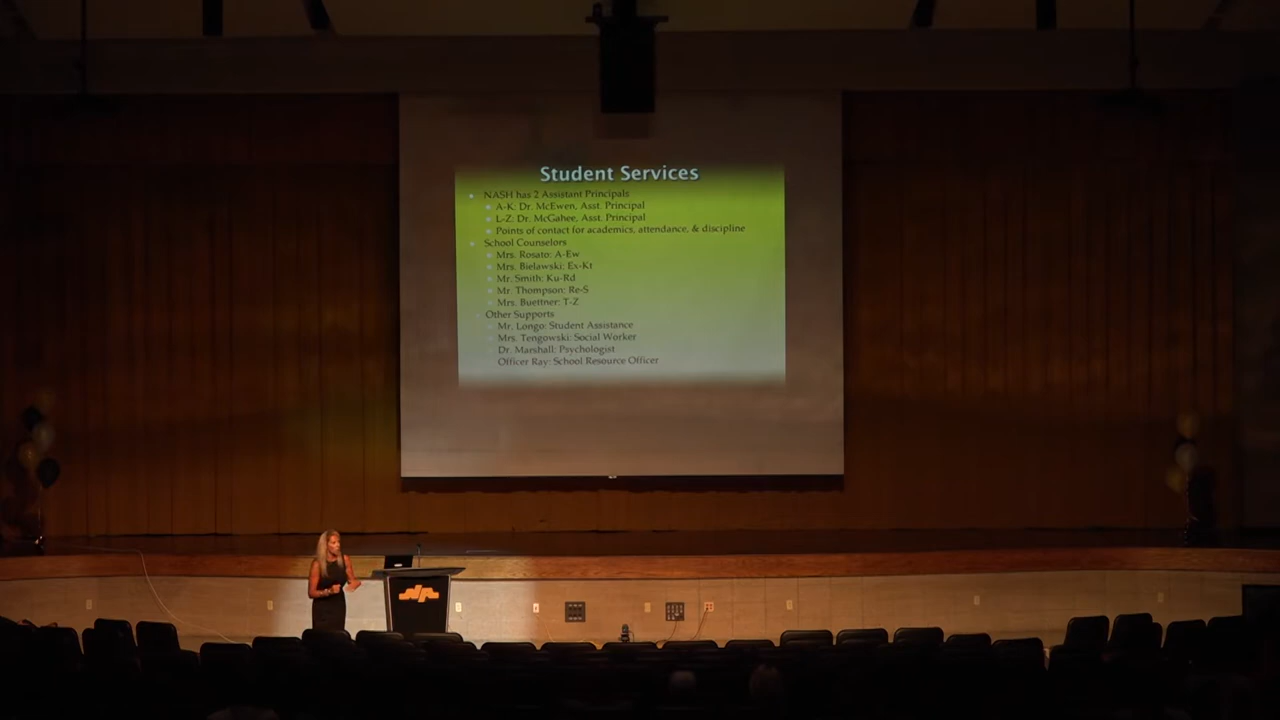 Student Services
NASH has 2 Assistant Principals
A-K: Dr. McEwen, Asst. Principal
L-Z: Dr. McGahee, Asst. Principal
Points of contact for academics, attendance, & discipline
School Counselors
Mrs. Rosato: A-Ew
Mrs. Bielawski: Ex-Kt
Mr. Smith: Ku-Rd
Mr. Thompson: Re-S
Mrs. Buettner: T-Z
Other Supports
Mr. Longo: Student Assistance
Mrs. Tengowski: Social Worker
Dr. Marshall: Psychologist
Officer Ray: School Resource Officer
NA